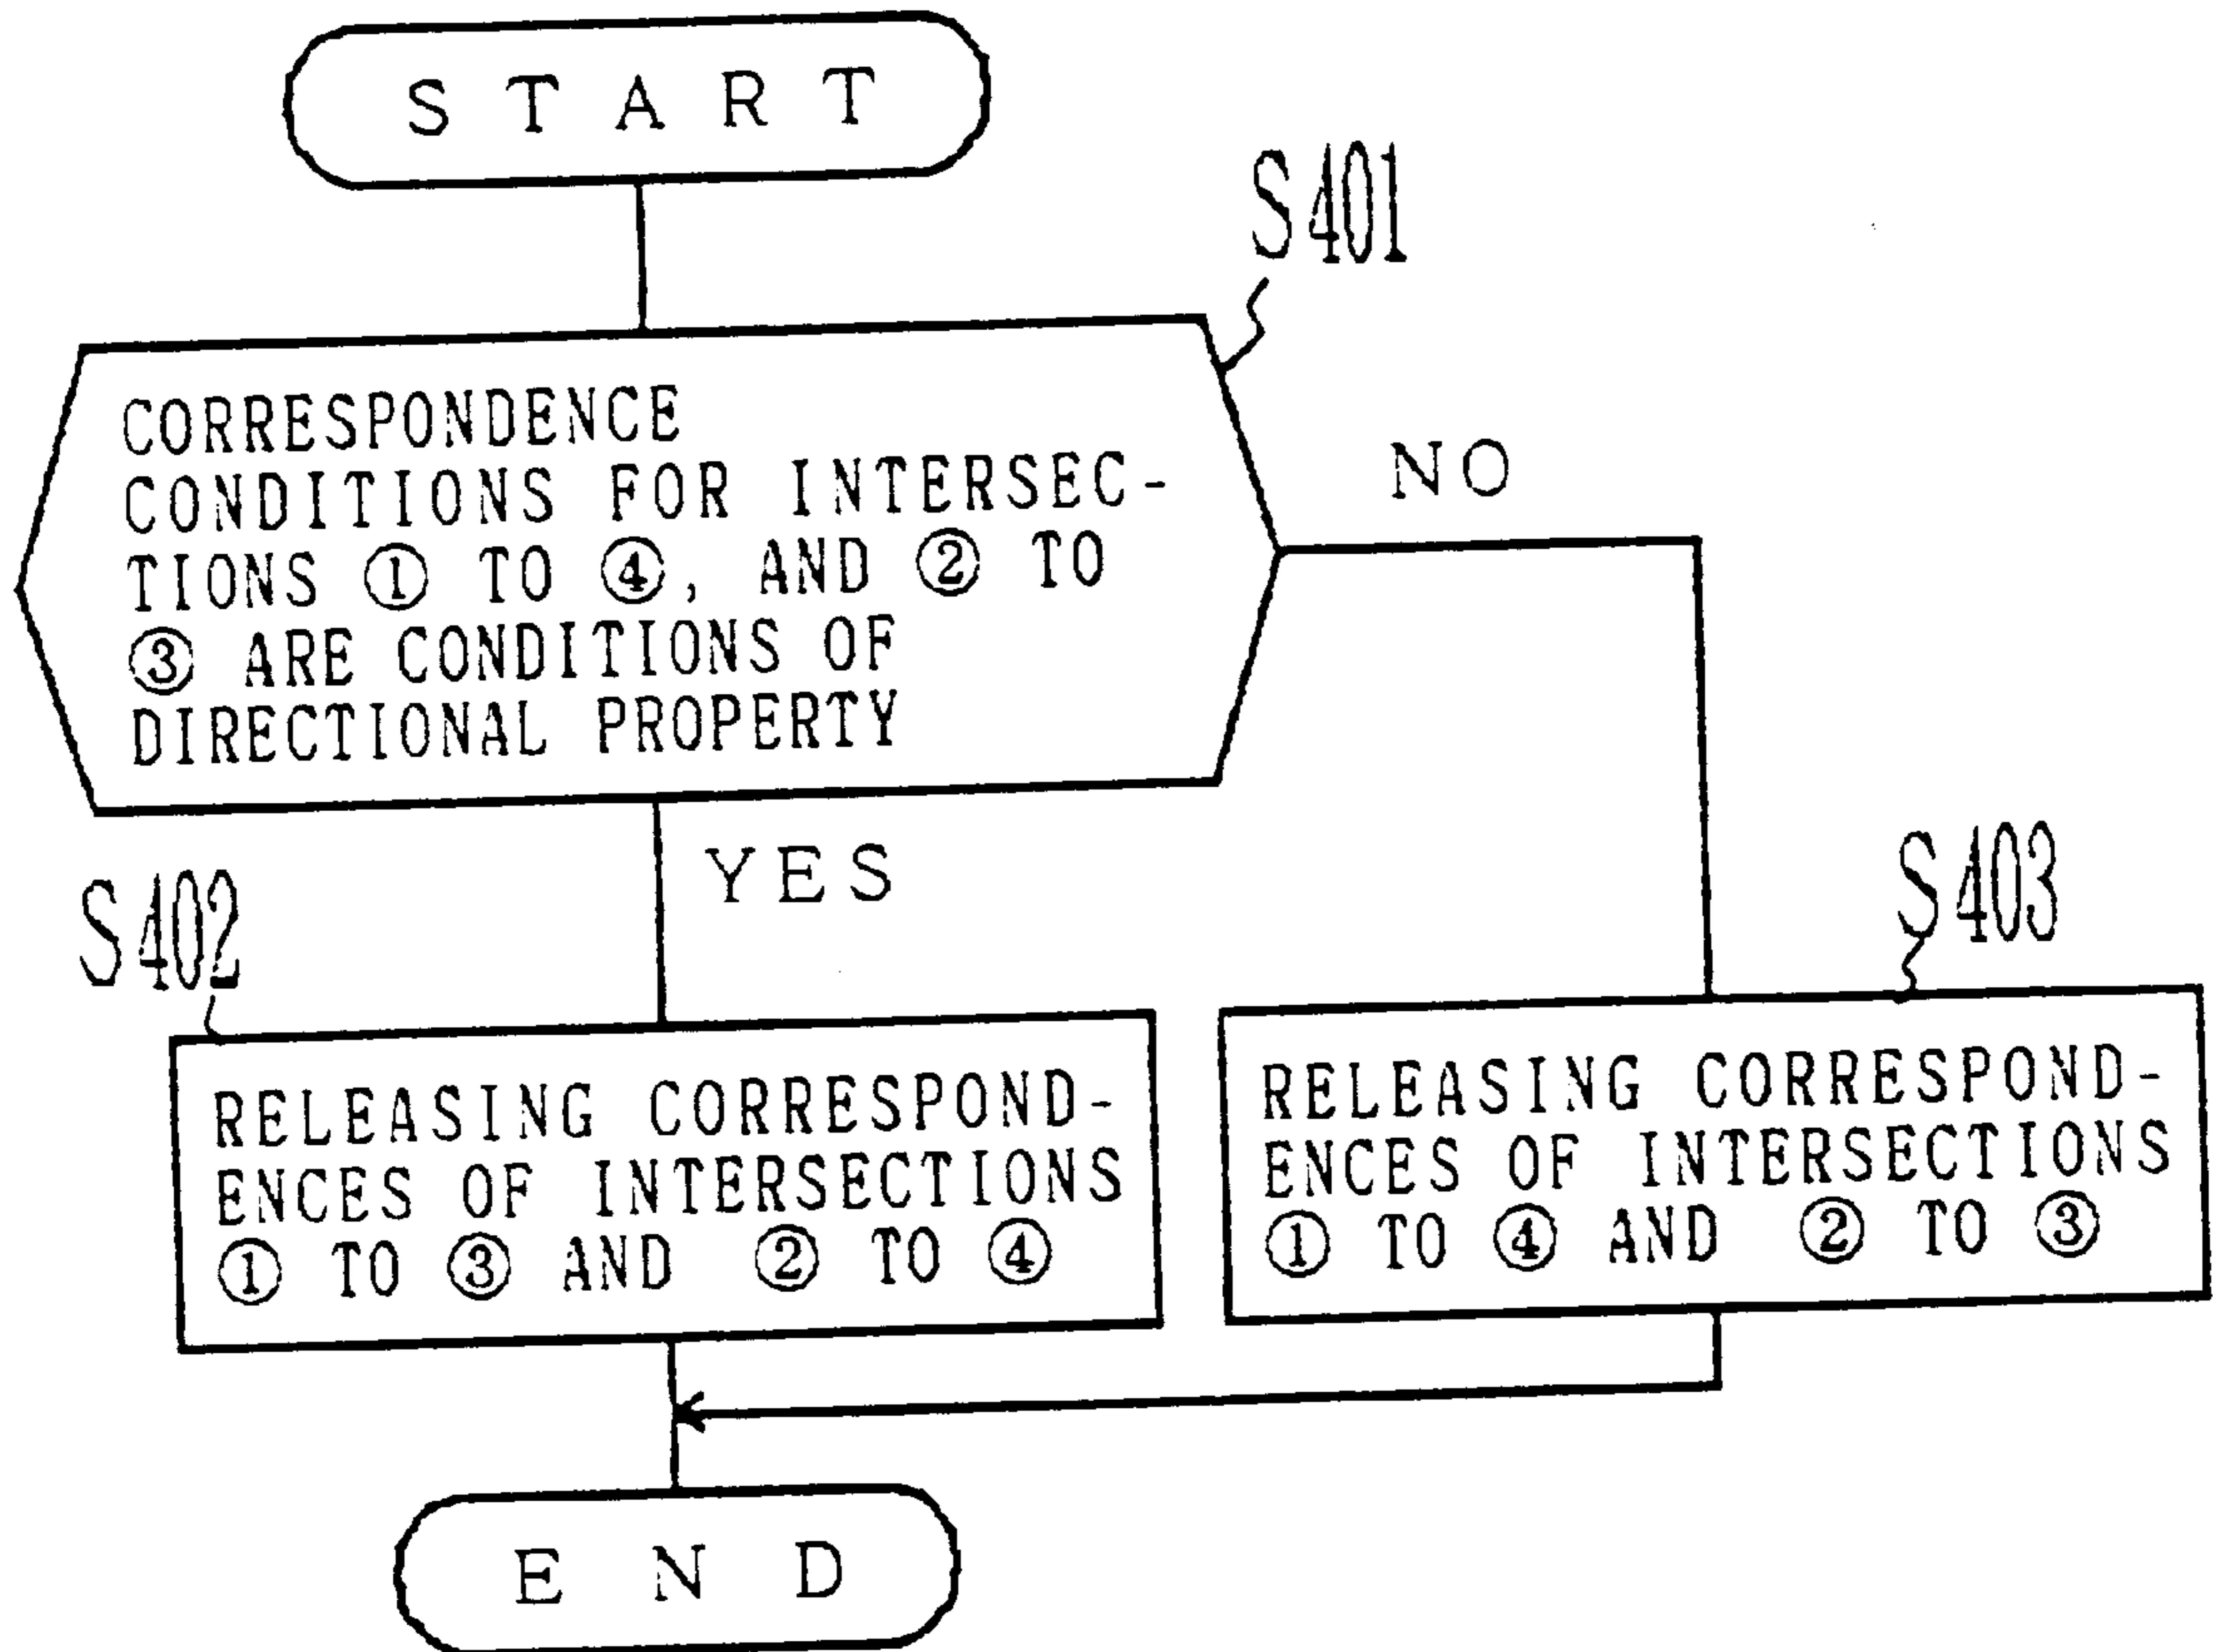 S T A R T
S401
CORRESPONDENCE
CONDITIONS FOR INTERSEC-
TIONS ① TO ④, AND ② TO
③ ARE CONDITIONS OF
DIRECTIONAL PROPERTY
NO
YES
S402
RELEASING CORRESPOND-
ENCES OF INTERSECTIONS
① TO ③ AND ② TO ④
S403
RELEASING CORRESPOND-
ENCES OF INTERSECTIONS
① TO ④ AND ② TO ③
E N D